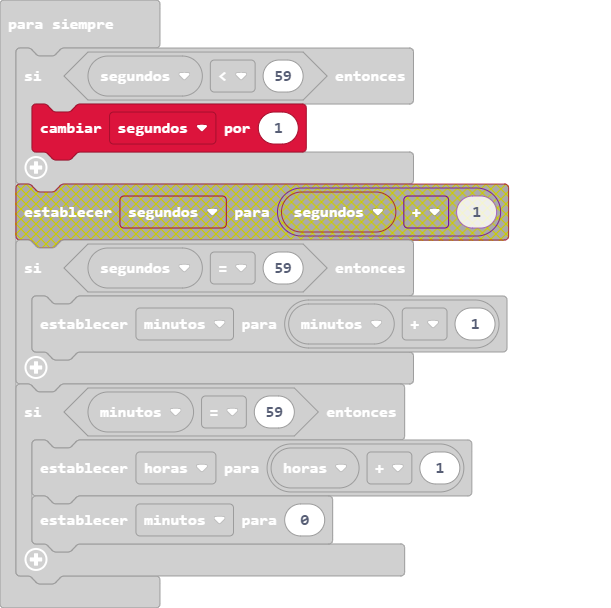 para siempre
si segundos < 59 entonces
cambiar segundos por 1
establecer segundos para segundos + 1
si segundos = 59 entonces
establecer minutos para minutos + 1
si minutos = 59 entonces
establecer horas para horas + 1
establecer minutos para 0